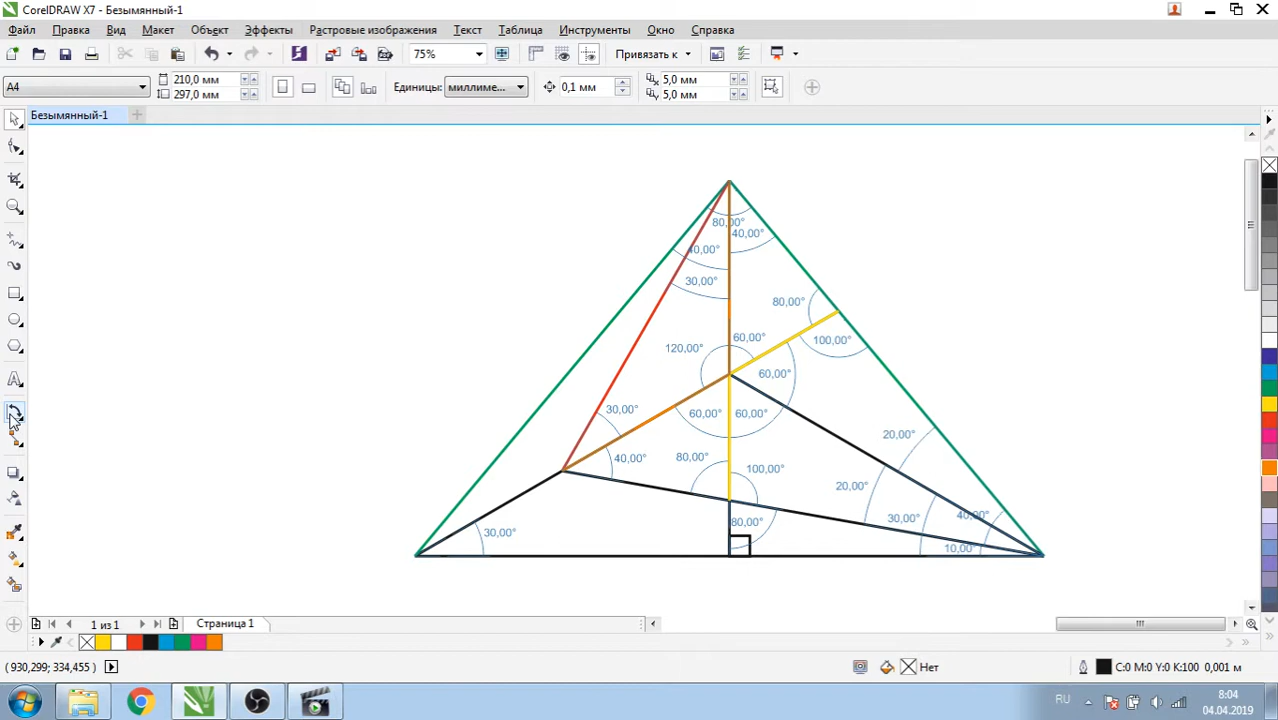 CorelDRAW X7 - Безымянный-1
Файл Правка Вид Макет Объект Эффекты Растровые изображения Текст Таблица Инструменты Окно Справка
75% Привязать к
A4 210,0 мм Единицы: миллиме... 0,1 мм 5,0 мм
297,0 мм 5,0 мм
Безымянный-1
80,00°
40,00°
40,00°
30,00°
80,00°
60,00° 100,00°
120,00°
60,00°
30,00°
60,00° 60,00°
20,00°
40,00° 80,00°
100,00°
20,00°
40,00°
30,00°
80,00°
30,00°
10,00°
1 из 1 Страница 1
(930,299; 334,455) Нет C:0 M:0 Y:0 K:100 0,001 м
RU 8:04
04.04.2019